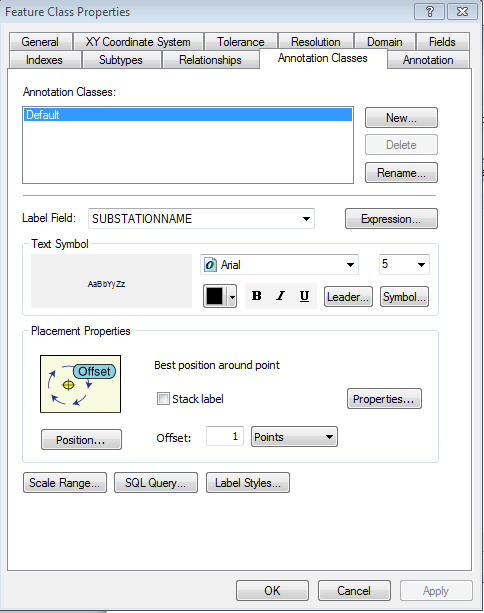 Feature Class Properties
General XY Coordinate System Tolerance Resolution Domain Fields
Indexes Subtypes Relationships Annotation Classes Annotation
Annotation Classes:
Default
New...
Delete
Rename...
Label Field: SUBSTATIONNAME Expression...
Text Symbol
AaBbYyZz
Arial 5
B I U Leader... Symbol...
Placement Properties
Offset
Best position around point
Stack label Properties...
Position... Offset: 1 Points
Scale Range... SQL Query... Label Styles...
OK Cancel Apply